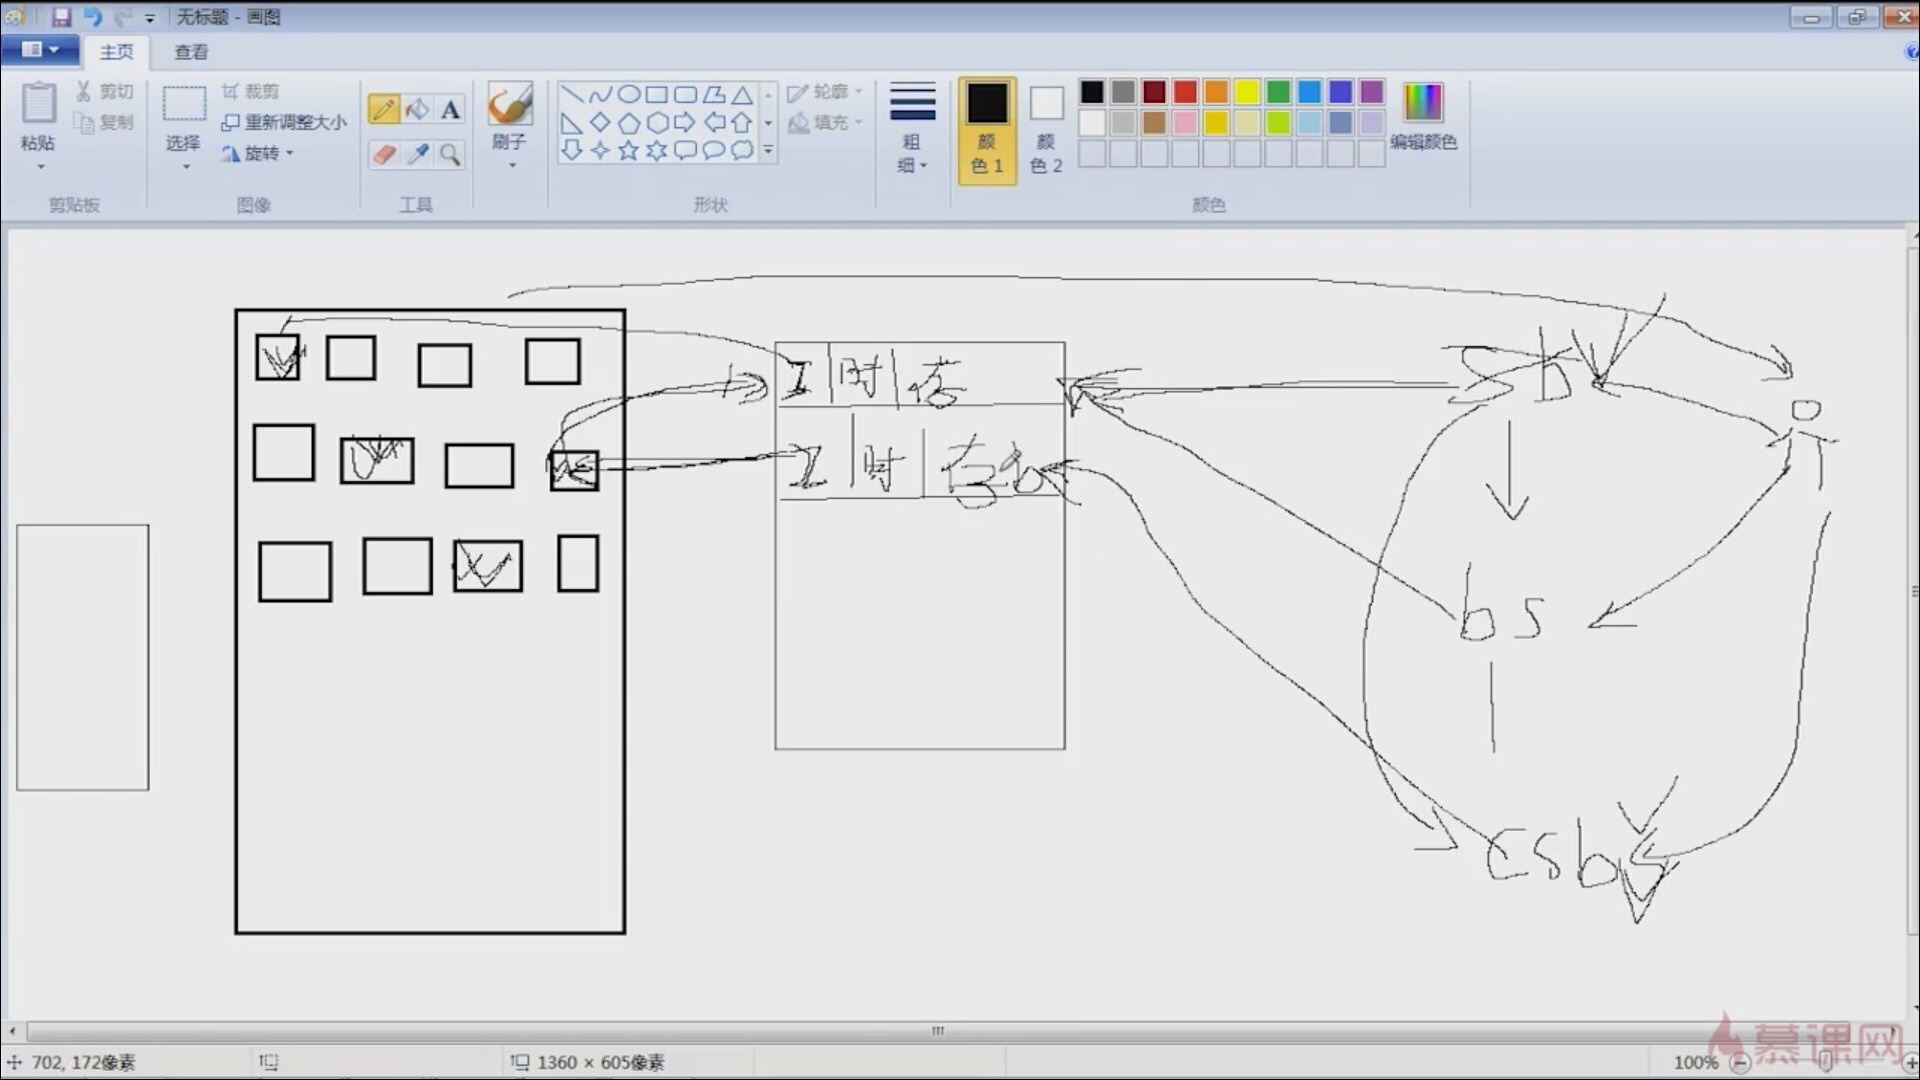 无标题 - 画图
主页 查看
粘贴 剪切 复制 剪贴板
选择 裁剪 重新调整大小 旋转 图像
A 工具
刷子
形状 轮廓 填充
粗细
颜色 1 颜色 2 编辑颜色 颜色
I 时 存 sb
I 时 存
bs
csbs
702, 172像素 1360 × 605像素 100%
慕课网